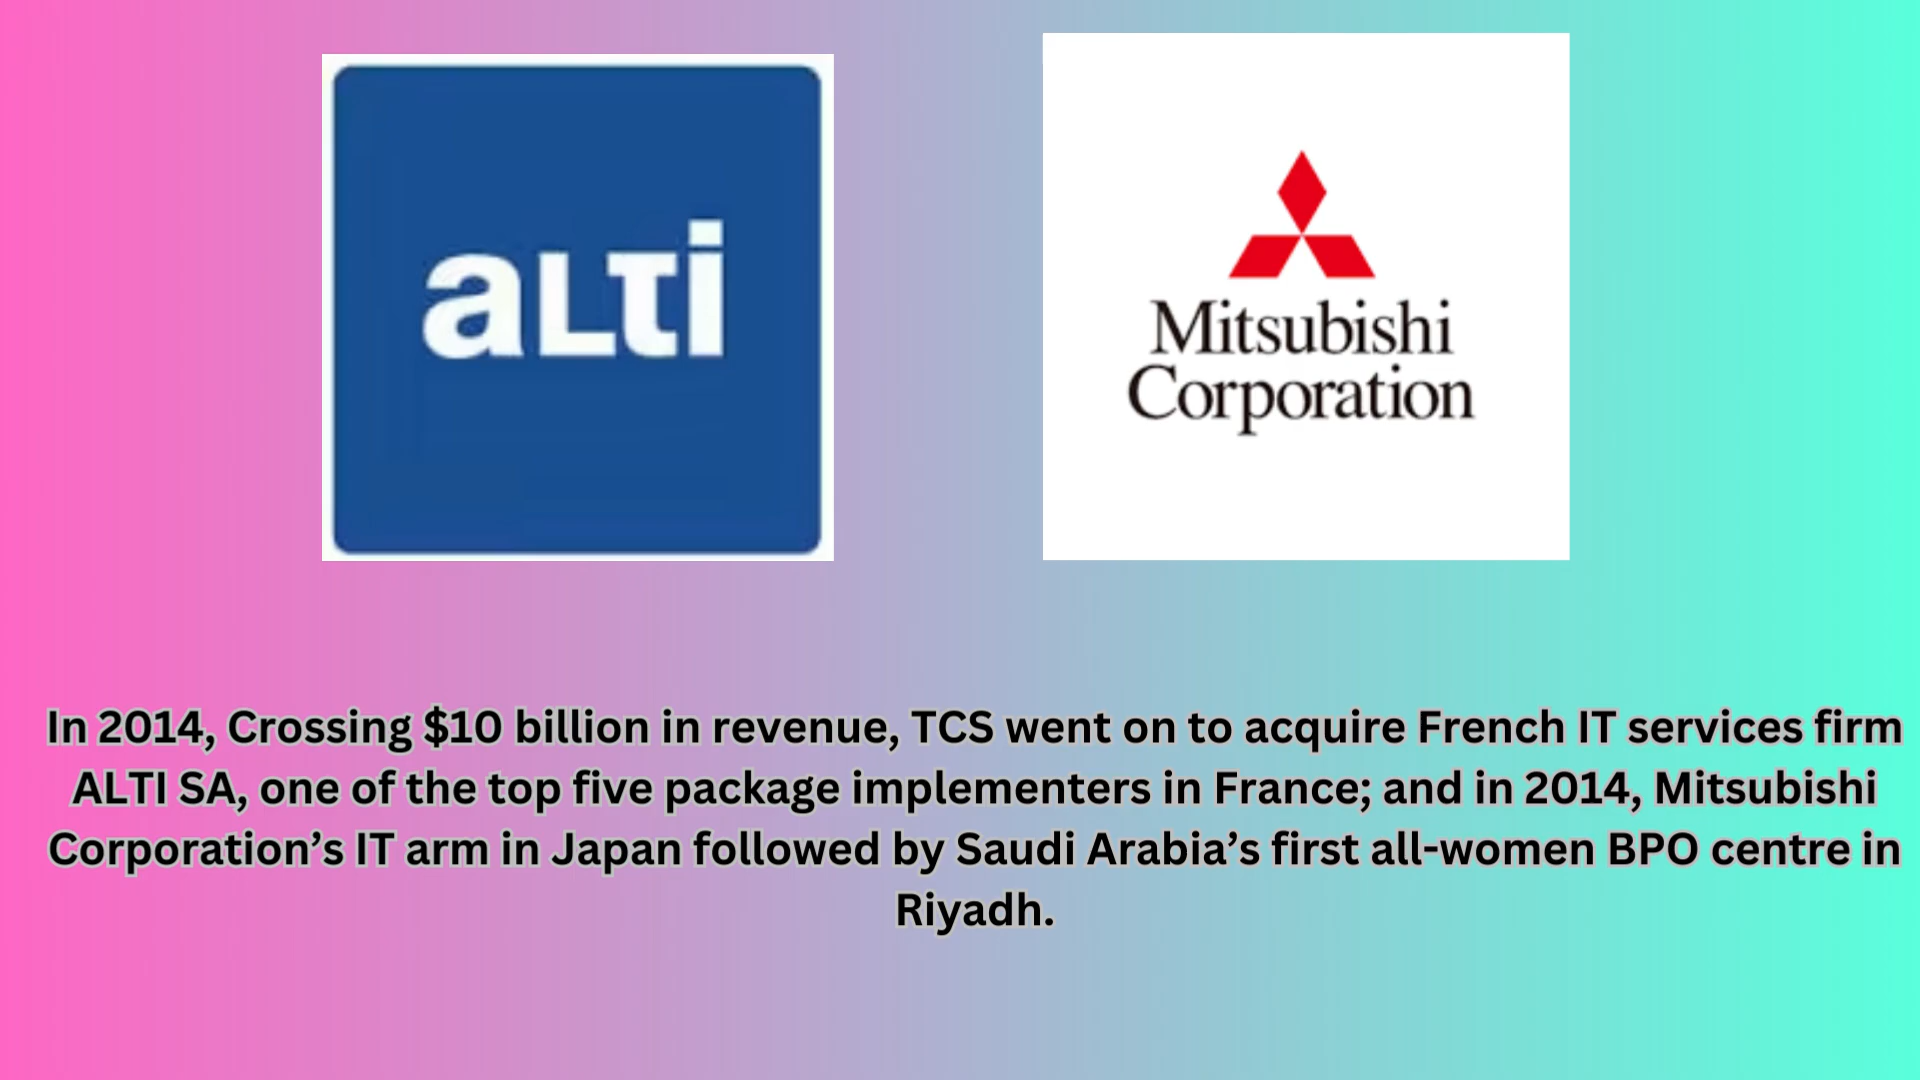 aLTi
Mitsubishi
Corporation
In 2014, Crossing $10 billion in revenue, TCS went on to acquire French IT services firm
ALTI SA, one of the top five package implementers in France; and in 2014, Mitsubishi
Corporation’s IT arm in Japan followed by Saudi Arabia’s first all-women BPO centre in
Riyadh.